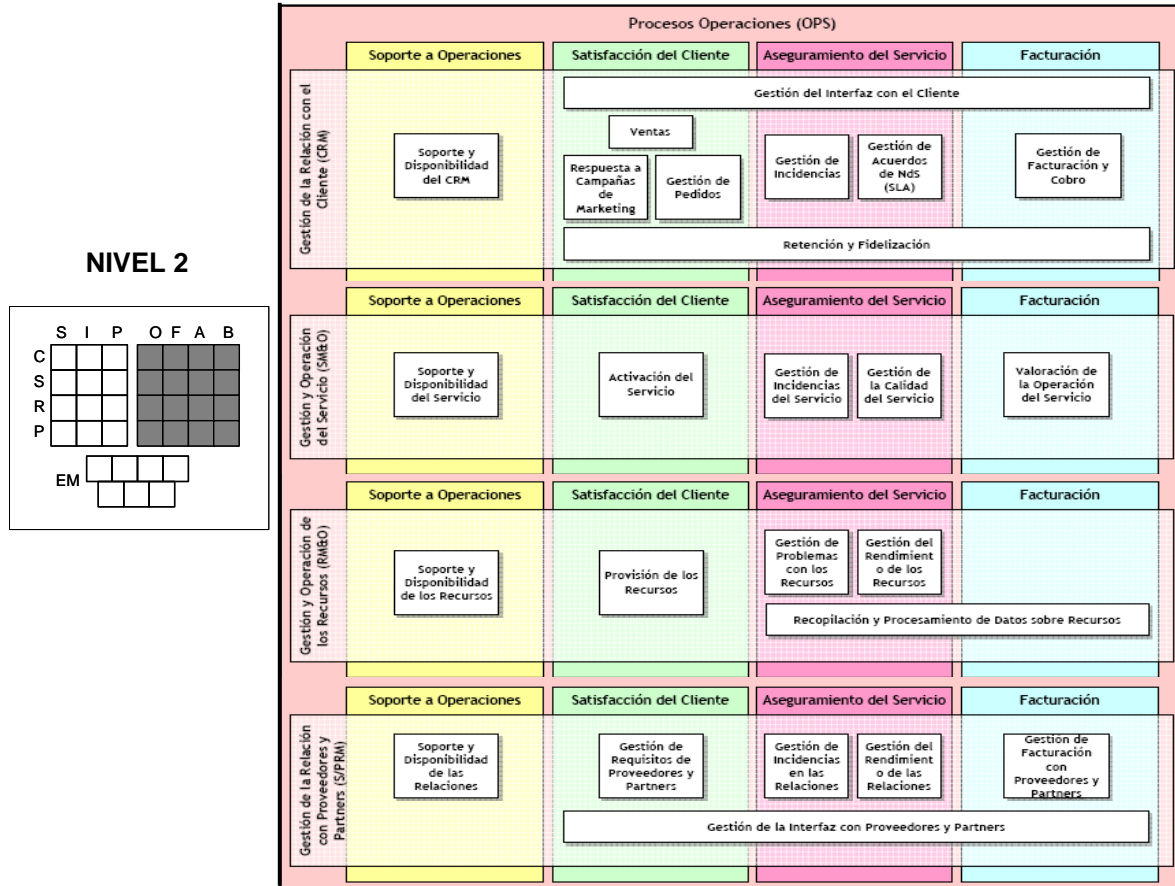 NIVEL 2
S I P O F A B
C
S
R
P
EM
Procesos Operaciones (OPS)
Soporte a Operaciones
Satisfacción del Cliente
Aseguramiento del Servicio
Facturación
Gestión de la Relación con el
Cliente (CRM)
Gestión del Interfaz con el Cliente
Soporte y
Disponibilidad
del CRM
Ventas
Respuesta a
Campañas
de
Marketing
Gestión de
Pedidos
Gestión de
Incidencias
Gestión de
Acuerdos
de NdS
(SLA)
Gestión de
Facturación y
Cobro
Retención y Fidelización
Soporte a Operaciones
Satisfacción del Cliente
Aseguramiento del Servicio
Facturación
Gestión y Operación
del Servicio (SM&O)
Soporte y
Disponibilidad
del Servicio
Activación del
Servicio
Gestión de
Incidencias
del Servicio
Gestión de
la Calidad
del Servicio
Valoración de
la Operación
del Servicio
Soporte a Operaciones
Satisfacción del Cliente
Aseguramiento del Servicio
Facturación
Gestión y Operación de
los Recursos (RM&O)
Soporte y
Disponibilidad
de los Recursos
Provisión de los
Recursos
Gestión de
Problemas
con los
Recursos
Gestión del
Rendimient
o de los
Recursos
Recopilación y Procesamiento de Datos sobre Recursos
Soporte a Operaciones
Satisfacción del Cliente
Aseguramiento del Servicio
Facturación
Gestión de la Relación
con Proveedores y
Partners (S/PRM)
Soporte y
Disponibilidad
de las
Relaciones
Gestión de
Requisitos de
Proveedores y
Partners
Gestión de
Incidencias
en las
Relaciones
Gestión del
Rendimient
o de las
Relaciones
Gestión de
Facturación
con
Proveedores y
Partners
Gestión de la Interfaz con Proveedores y Partners